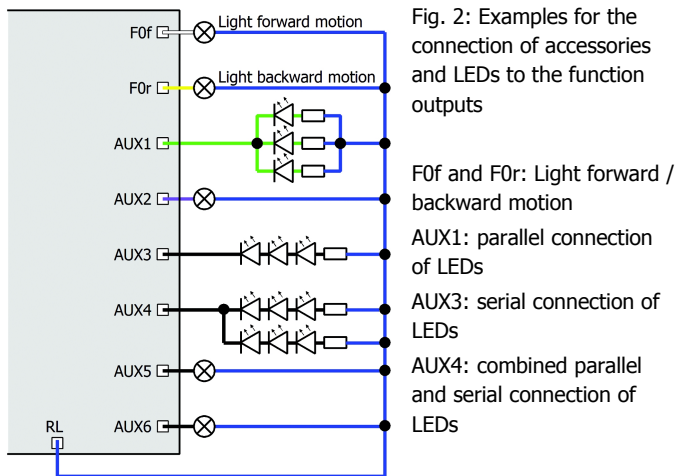 F0f
Light forward motion
F0r
Light backward motion
AUX1
AUX2
AUX3
AUX4
AUX5
AUX6
RL
Fig. 2: Examples for the
connection of accessories
and LEDs to the function
outputs
F0f and F0r: Light forward /
backward motion
AUX1: parallel connection
of LEDs
AUX3: serial connection of
LEDs
AUX4: combined parallel
and serial connection of
LEDs